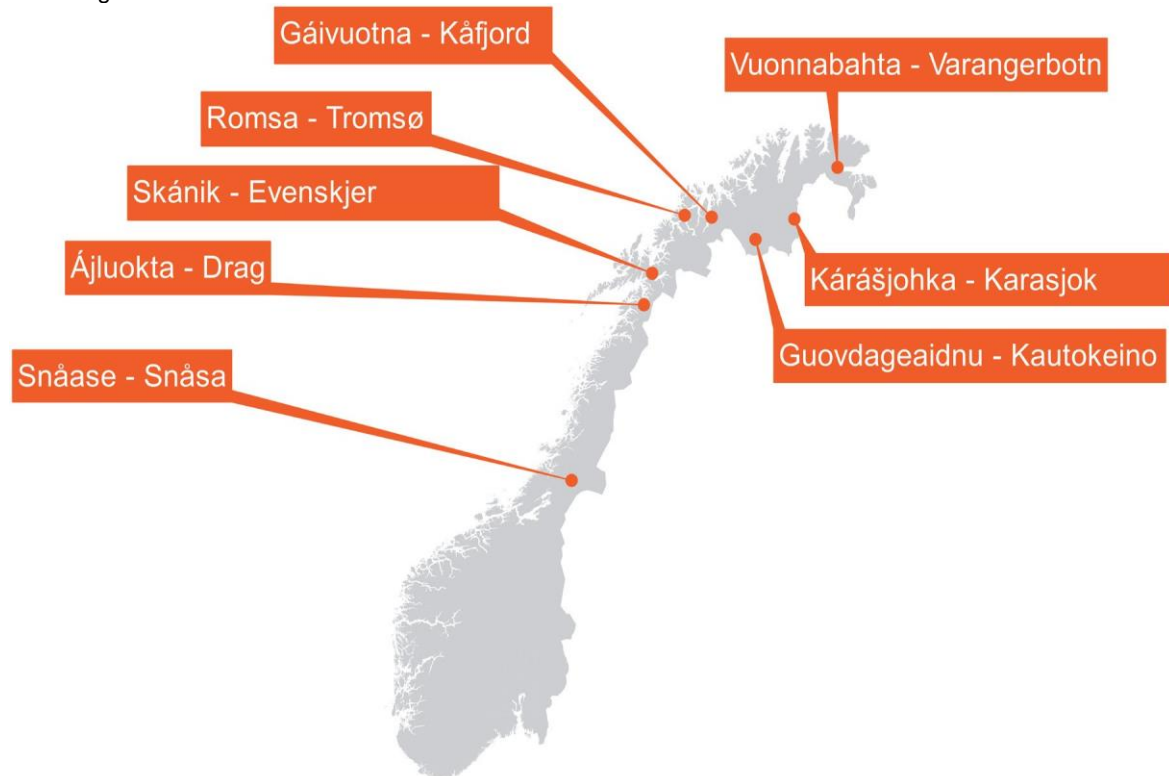 Gáivuotna - Kåfjord
Vuonnabahta - Varangerbotn
Romsa - Tromsø
Skánik - Evenskjer
Ájluokta - Drag
Kárášjohka - Karasjok
Guovdageaidnu - Kautokeino
Snåase - Snåsa